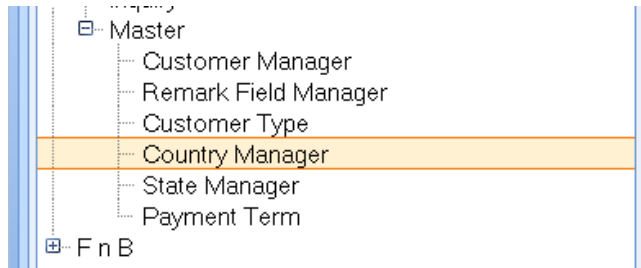 Master
Customer Manager
Remark Field Manager
Customer Type
Country Manager
State Manager
Payment Term
F n B